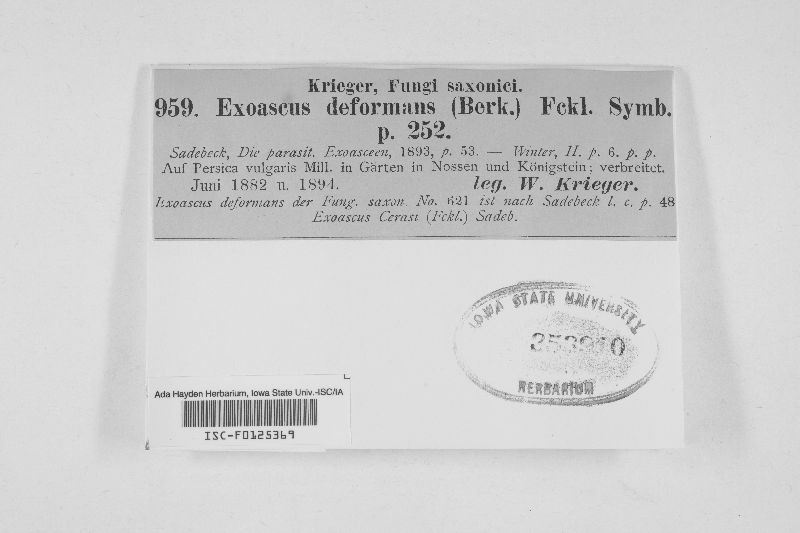 Krieger, Fungi saxonici.
959. Exoascus deformans (Berk.) Fckl. Symb.
p. 252.
Sadebeck, Die parasit. Exoasceen, 1893, p. 53. — Winter, II. p. 6. p. p.
Auf Persica vulgaris Mill. in Gärten in Nossen und Königstein; verbreitet.
Juni 1882 u. 1894. leg. W. Krieger.
Exoascus deformans der Fung. saxon. No. 621 ist nach Sadebeck l. c. p. 48
Exoascus Cerasi (Fckl.) Sadeb.
IOWA STATE UNIVERSITY
HERBARIUM
Ada Hayden Herbarium, Iowa State Univ.-ISC/IA
ISC-F0125369